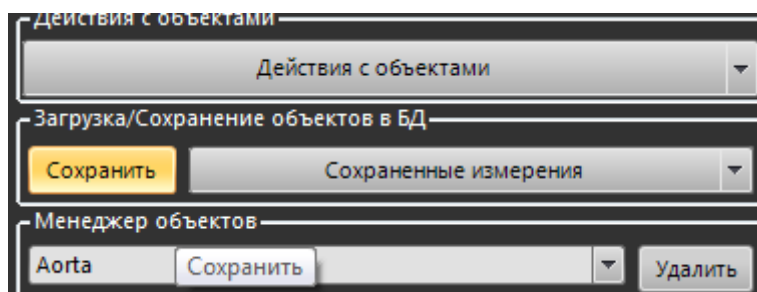 Действия с объектами
Действия с объектами
Загрузка/Сохранение объектов в БД
Сохранить Сохраненные измерения
Менеджер объектов
Aorta Сохранить Удалить